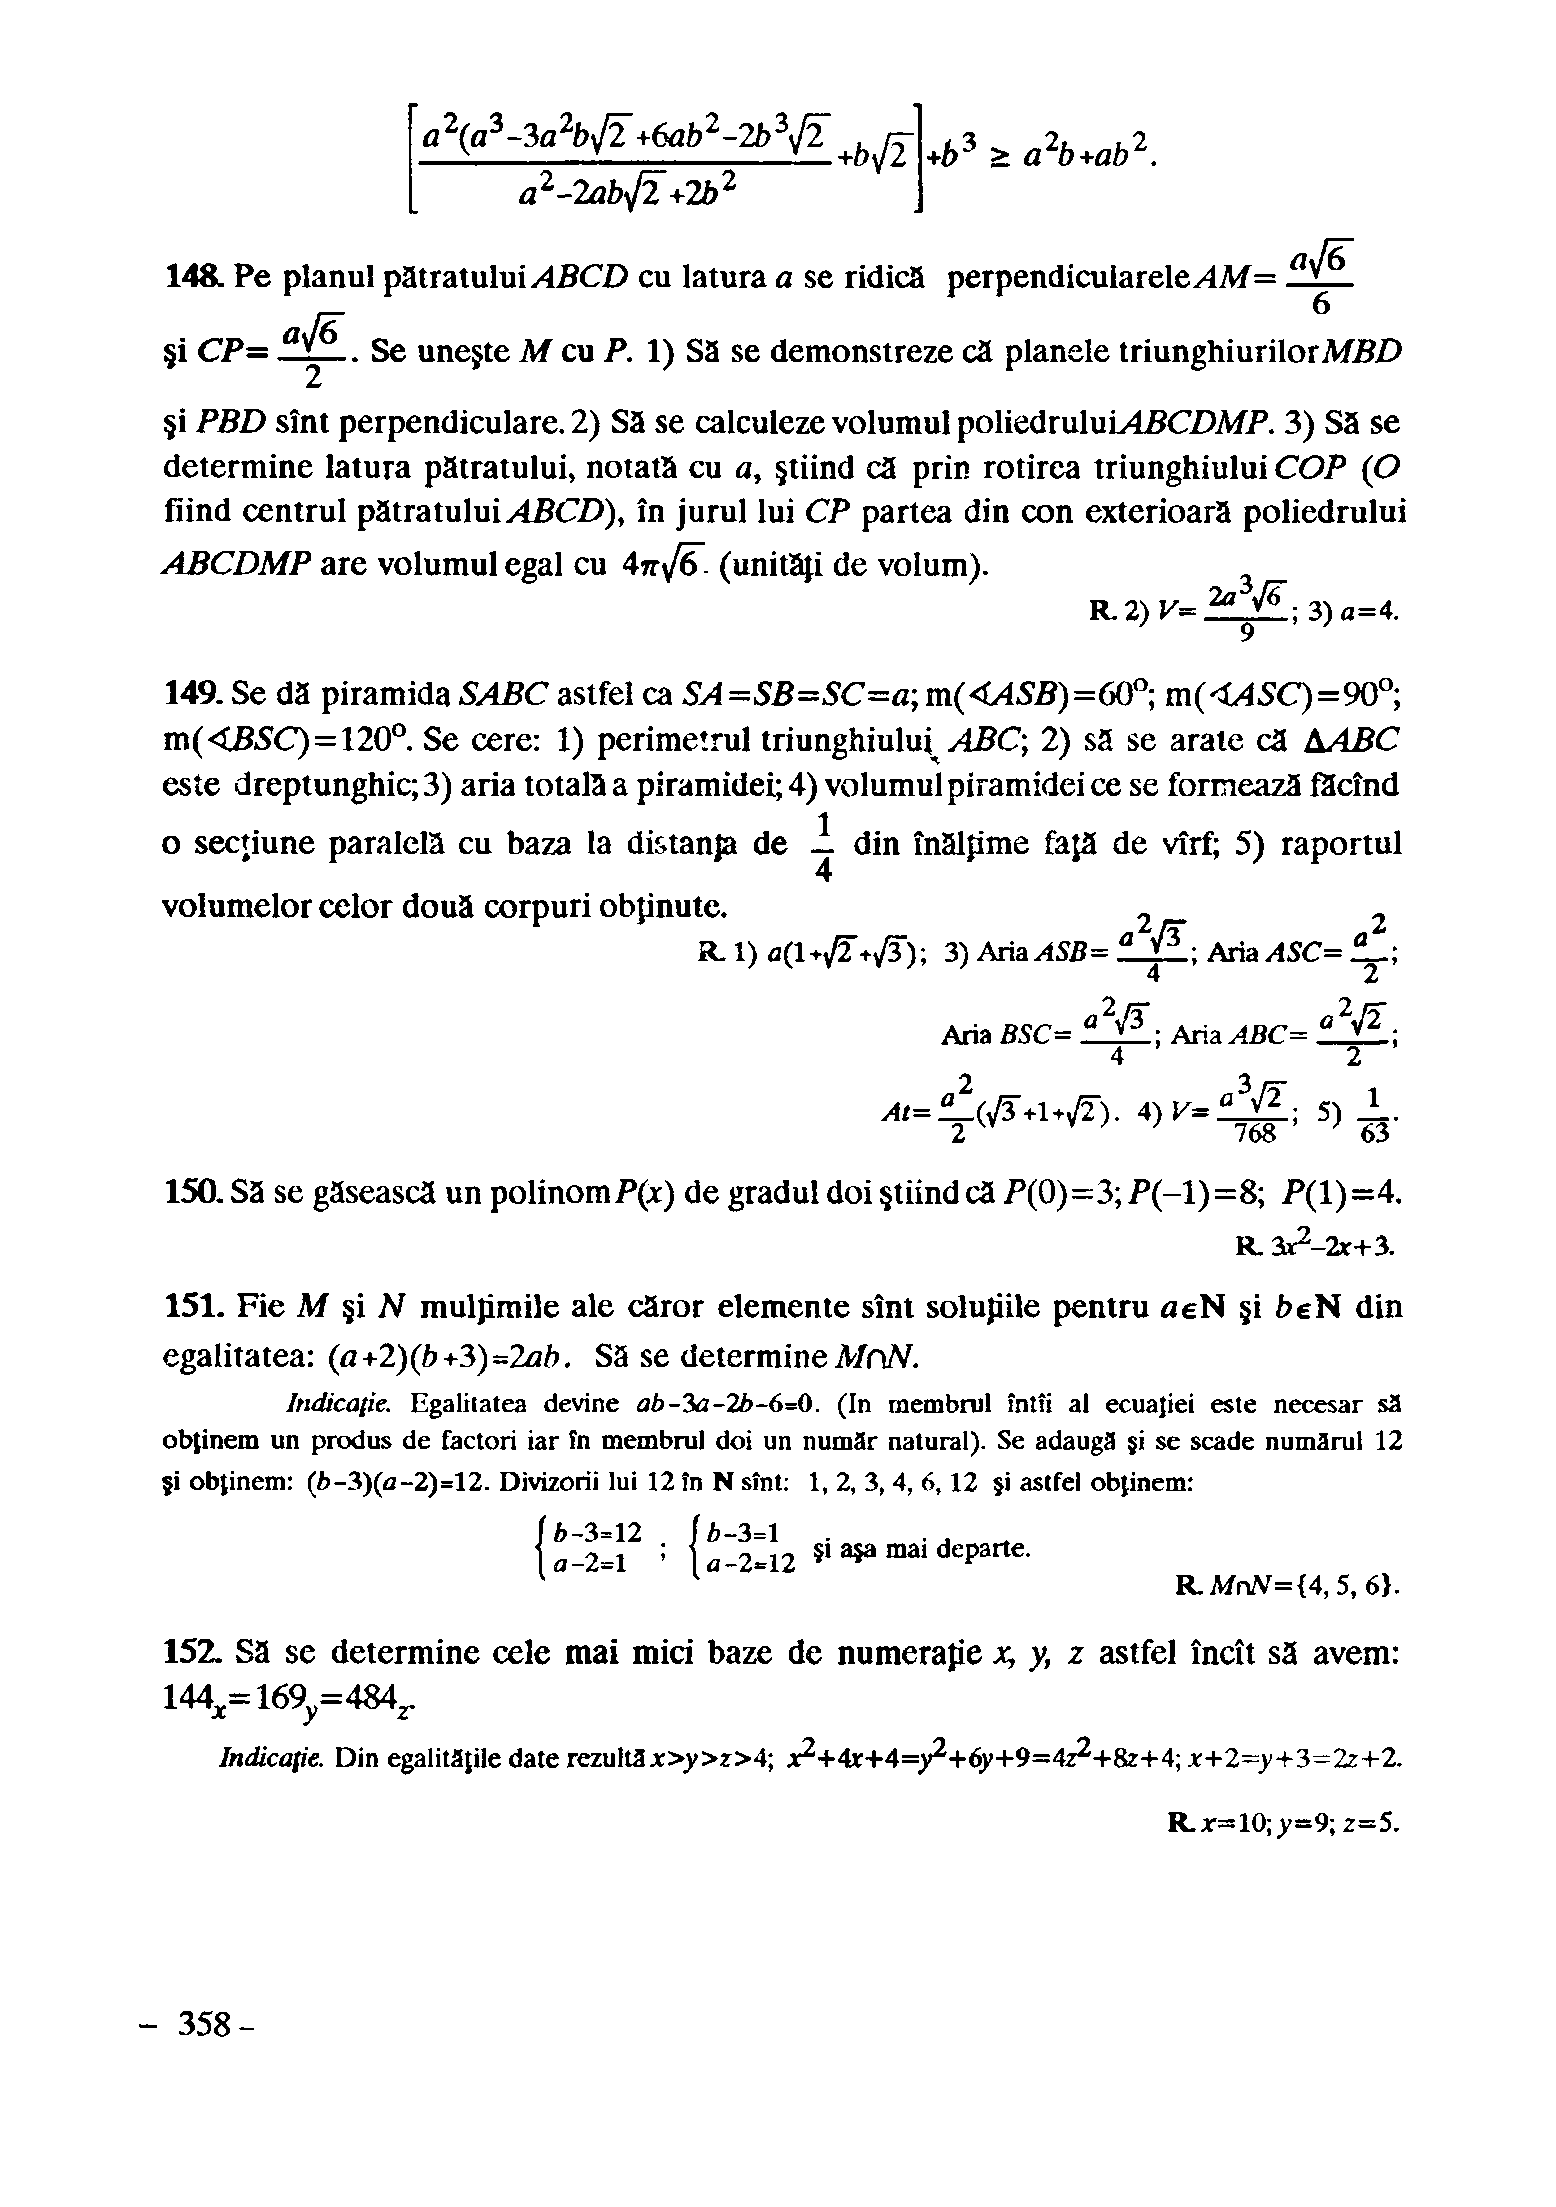 [a²(a³-3a²b√2+6ab²-2b³√2 / a²-2ab√2+2b² +b√2]+b³ ≥ a²b+ab².
148. Pe planul pătratului ABCD cu latura a se ridică perpendicularele AM= a√6/6
şi CP= a√6/2. Se uneşte M cu P. 1) Să se demonstreze că planele triunghiurilor MBD
şi PBD sînt perpendiculare. 2) Să se calculeze volumul poliedrului ABCDMP. 3) Să se
determine latura pătratului, notată cu a, ştiind că prin rotirea triunghiului COP (O
fiind centrul pătratului ABCD), în jurul lui CP partea din con exterioară poliedrului
ABCDMP are volumul egal cu 4π√6. (unităţi de volum).
R. 2) V= 2a³√6/9; 3) a=4.
149. Se dă piramida SABC astfel ca SA=SB=SC=a; m(∢ASB)=60°; m(∢ASC)=90°;
m(∢BSC)=120°. Se cere: 1) perimetrul triunghiului ABC; 2) să se arate că ΔABC
este dreptunghic; 3) aria totală a piramidei; 4) volumul piramidei ce se formează făcînd
o secţiune paralelă cu baza la distanţa de 1/4 din înălţime faţă de vîrf; 5) raportul
volumelor celor două corpuri obţinute.
R. 1) a(1+√2+√3); 3) Aria ASB= a²√3/4; Aria ASC= a²/2;
Aria BSC= a²√3/4; Aria ABC= a²√2/2;
At= a²/2(√3+1+√2). 4) V= a³√2/768; 5) 1/63.
150. Să se găsească un polinom P(x) de gradul doi ştiind că P(0)=3; P(-1)=8; P(1)=4.
R. 3x²-2x+3.
151. Fie M şi N mulţimile ale căror elemente sînt soluţiile pentru a∈N şi b∈N din
egalitatea: (a+2)(b+3)=2ab. Să se determine M∩N.
Indicaţie. Egalitatea devine ab-3a-2b-6=0. (In membrul întîi al ecuaţiei este necesar să
obţinem un produs de factori iar în membrul doi un număr natural). Se adaugă şi se scade numărul 12
şi obţinem: (b-3)(a-2)=12. Divizorii lui 12 în N sînt: 1, 2, 3, 4, 6, 12 şi astfel obţinem:
{b-3=12 a-2=1 ; {b-3=1 a-2=12 şi aşa mai departe.
R. M∩N={4, 5, 6}.
152. Să se determine cele mai mici baze de numeraţie x, y, z astfel încît să avem:
144ₓ=169_y=484_z.
Indicaţie. Din egalităţile date rezultă x>y>z>4; x²+4x+4=y²+6y+9=4z²+8z+4; x+2=y+3=2z+2.
R. x=10; y=9; z=5.
- 358 -